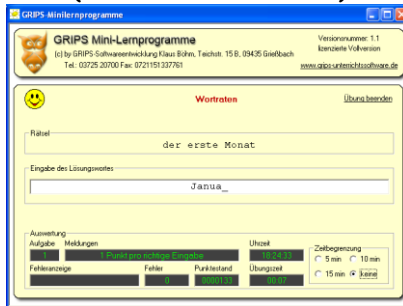 GRIPS-Minilernprogramme
GRIPS Mini-Lernprogramme
(c) by GRIPS-Softwareentwicklung Klaus Böhm, Teichstr. 15 B, 09435 Grießbach
Tel.: 03725 20700 Fax: 0721151337761
Versionsnummer: 1.1
lizenzierte Vollversion
www.grips-unterrichtssoftware.de
Wortraten
Übung beenden
Rätsel
der erste Monat
Eingabe des Lösungswortes
Janua_
Auswertung
Aufgabe Meldungen Uhrzeit
1 1 Punkt pro richtige Eingabe 18:24:33
Fehleranzeige Fehler Punktestand Übungszeit
0 0000133 00:07
Zeitbegrenzung
5 min 10 min
15 min keine